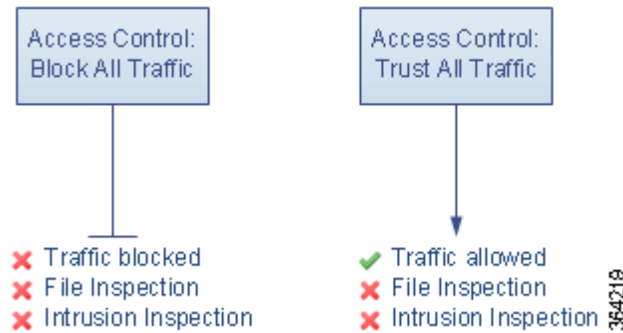 Access Control:
Block All Traffic
Traffic blocked
File Inspection
Intrusion Inspection
Access Control:
Trust All Traffic
Traffic allowed
File Inspection
Intrusion Inspection
364219